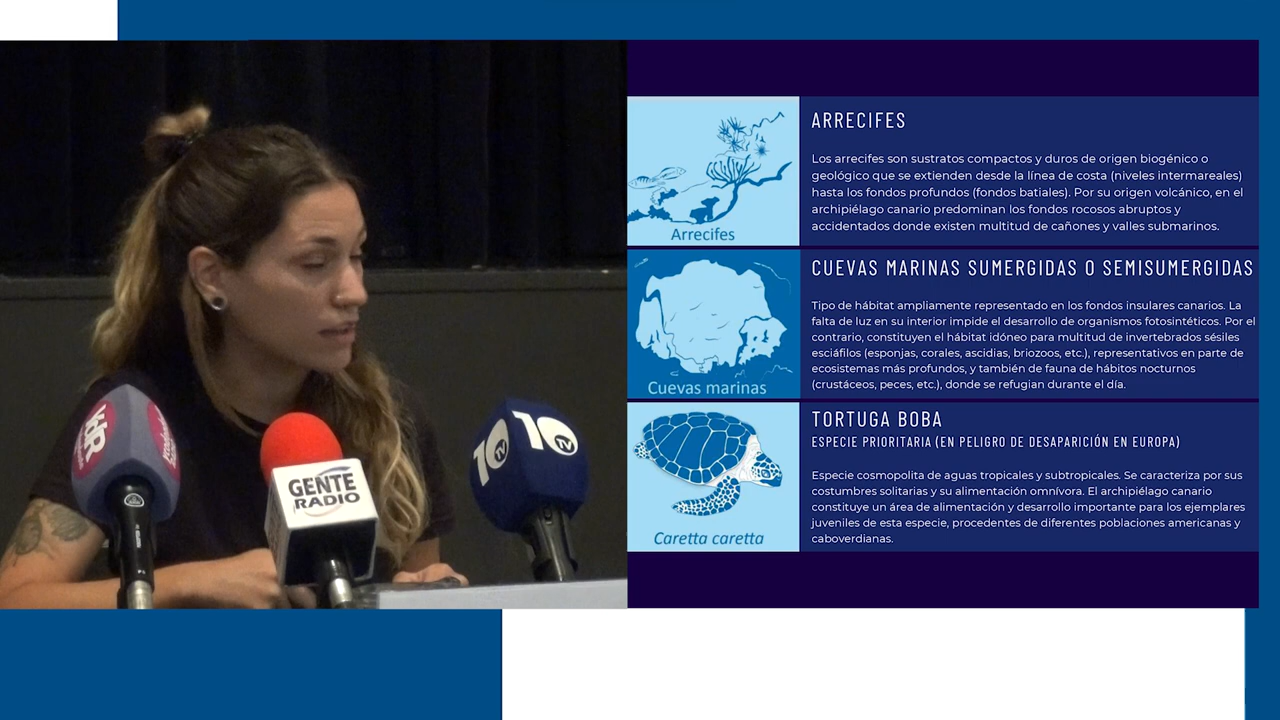 VdR
GENTE
RADIO
10
TV
10
TV
Arrecifes
ARRECIFES
Los arrecifes son sustratos compactos y duros de origen biogénico o
geológico que se extienden desde la línea de costa (niveles intermareales)
hasta los fondos profundos (fondos batiales). Por su origen volcánico, en el
archipiélago canario predominan los fondos rocosos abruptos y
accidentados donde existen multitud de cañones y valles submarinos.
Cuevas marinas
CUEVAS MARINAS SUMERGIDAS O SEMISUMERGIDAS
Tipo de hábitat ampliamente representado en los fondos insulares canarios. La
falta de luz en su interior impide el desarrollo de organismos fotosintéticos. Por el
contrario, constituyen el hábitat idóneo para multitud de invertebrados sésiles
esciáfilos (esponjas, corales, ascidias, briozoos, etc.), representativos en parte de
ecosistemas más profundos, y también de fauna de hábitos nocturnos
(crustáceos, peces, etc.), donde se refugian durante el día.
Caretta caretta
TORTUGA BOBA
ESPECIE PRIORITARIA (EN PELIGRO DE DESAPARICIÓN EN EUROPA)
Especie cosmopolita de aguas tropicales y subtropicales. Se caracteriza por sus
costumbres solitarias y su alimentación omnívora. El archipiélago canario
constituye un área de alimentación y desarrollo importante para los ejemplares
juveniles de esta especie, procedentes de diferentes poblaciones americanas y
caboverdianas.